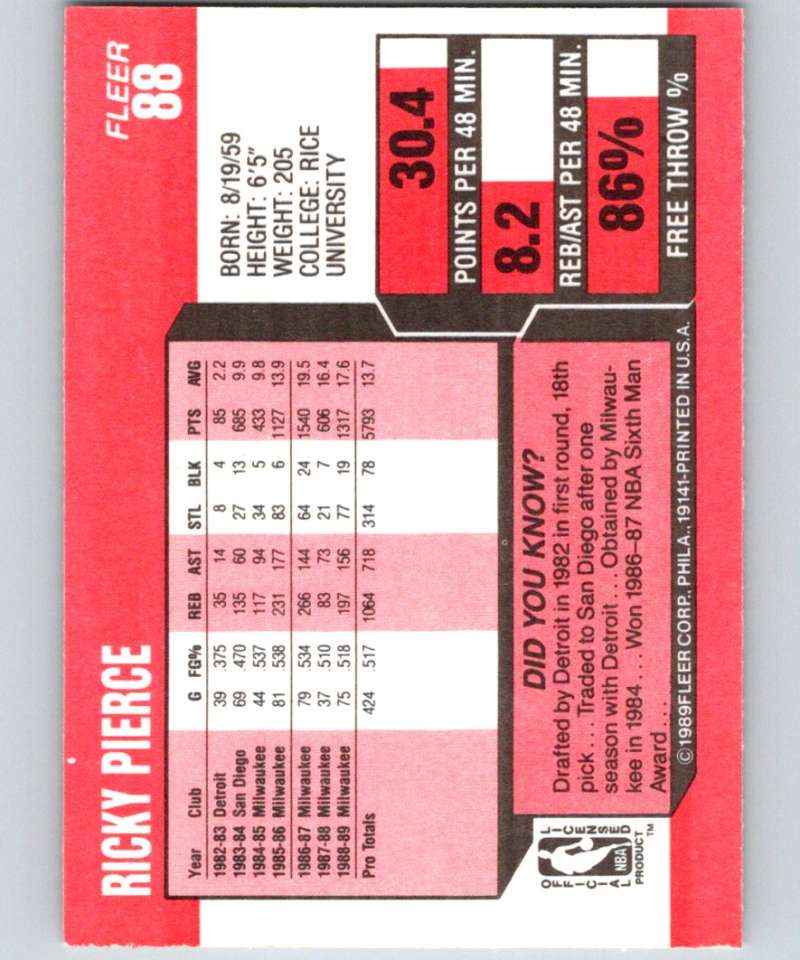 FLEER
88
RICKY PIERCE
BORN: 8/19/59
HEIGHT: 6'5"
WEIGHT: 205
COLLEGE: RICE
UNIVERSITY
Year Club G FG% REB AST STL BLK PTS AVG
1982-83 Detroit 39 .375 35 14 8 4 85 2.2
1983-84 San Diego 69 .470 135 60 27 13 685 9.9
1984-85 Milwaukee 44 .537 117 94 34 5 433 9.8
1985-86 Milwaukee 81 .538 231 177 83 6 1127 13.9
1986-87 Milwaukee 79 .534 266 144 64 24 1540 19.5
1987-88 Milwaukee 37 .510 83 73 21 7 606 16.4
1988-89 Milwaukee 75 .518 197 156 77 19 1317 17.6
Pro Totals 424 .517 1064 718 314 78 5793 13.7
30.4
POINTS PER 48 MIN.
8.2
REB/AST PER 48 MIN.
86%
FREE THROW %
DID YOU KNOW?
Drafted by Detroit in 1982 in first round, 18th
pick... Traded to San Diego after one
season with Detroit... Obtained by Milwau-
kee in 1984... Won 1986-87 NBA Sixth Man
Award....
OFFICIAL
LICENSED
NBA
PRODUCT™
©1989 FLEER CORP., PHILA., 19141-PRINTED IN U.S.A.